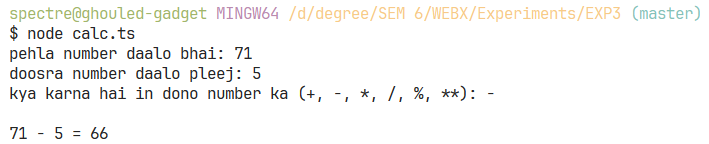 spectre@ghouled-gadget MINGW64 /d/degree/SEM 6/WEBX/Experiments/EXP3 (master)
$ node calc.ts
pehla number daalo bhai: 71
doosra number daalo pleej: 5
kya karna hai in dono number ka (+, -, *, /, %, **): -
71 - 5 = 66